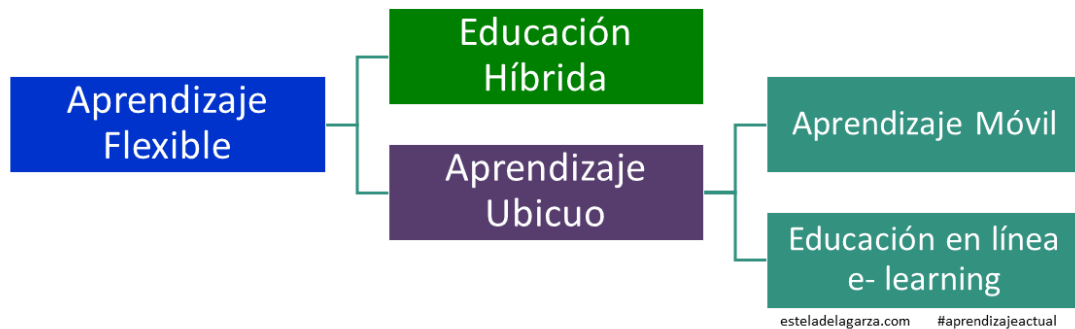 Aprendizaje
Flexible
Educación
Híbrida
Aprendizaje
Ubicuo
Aprendizaje Móvil
Educación en línea
e- learning
esteladelagarza.com #aprendizajeactual